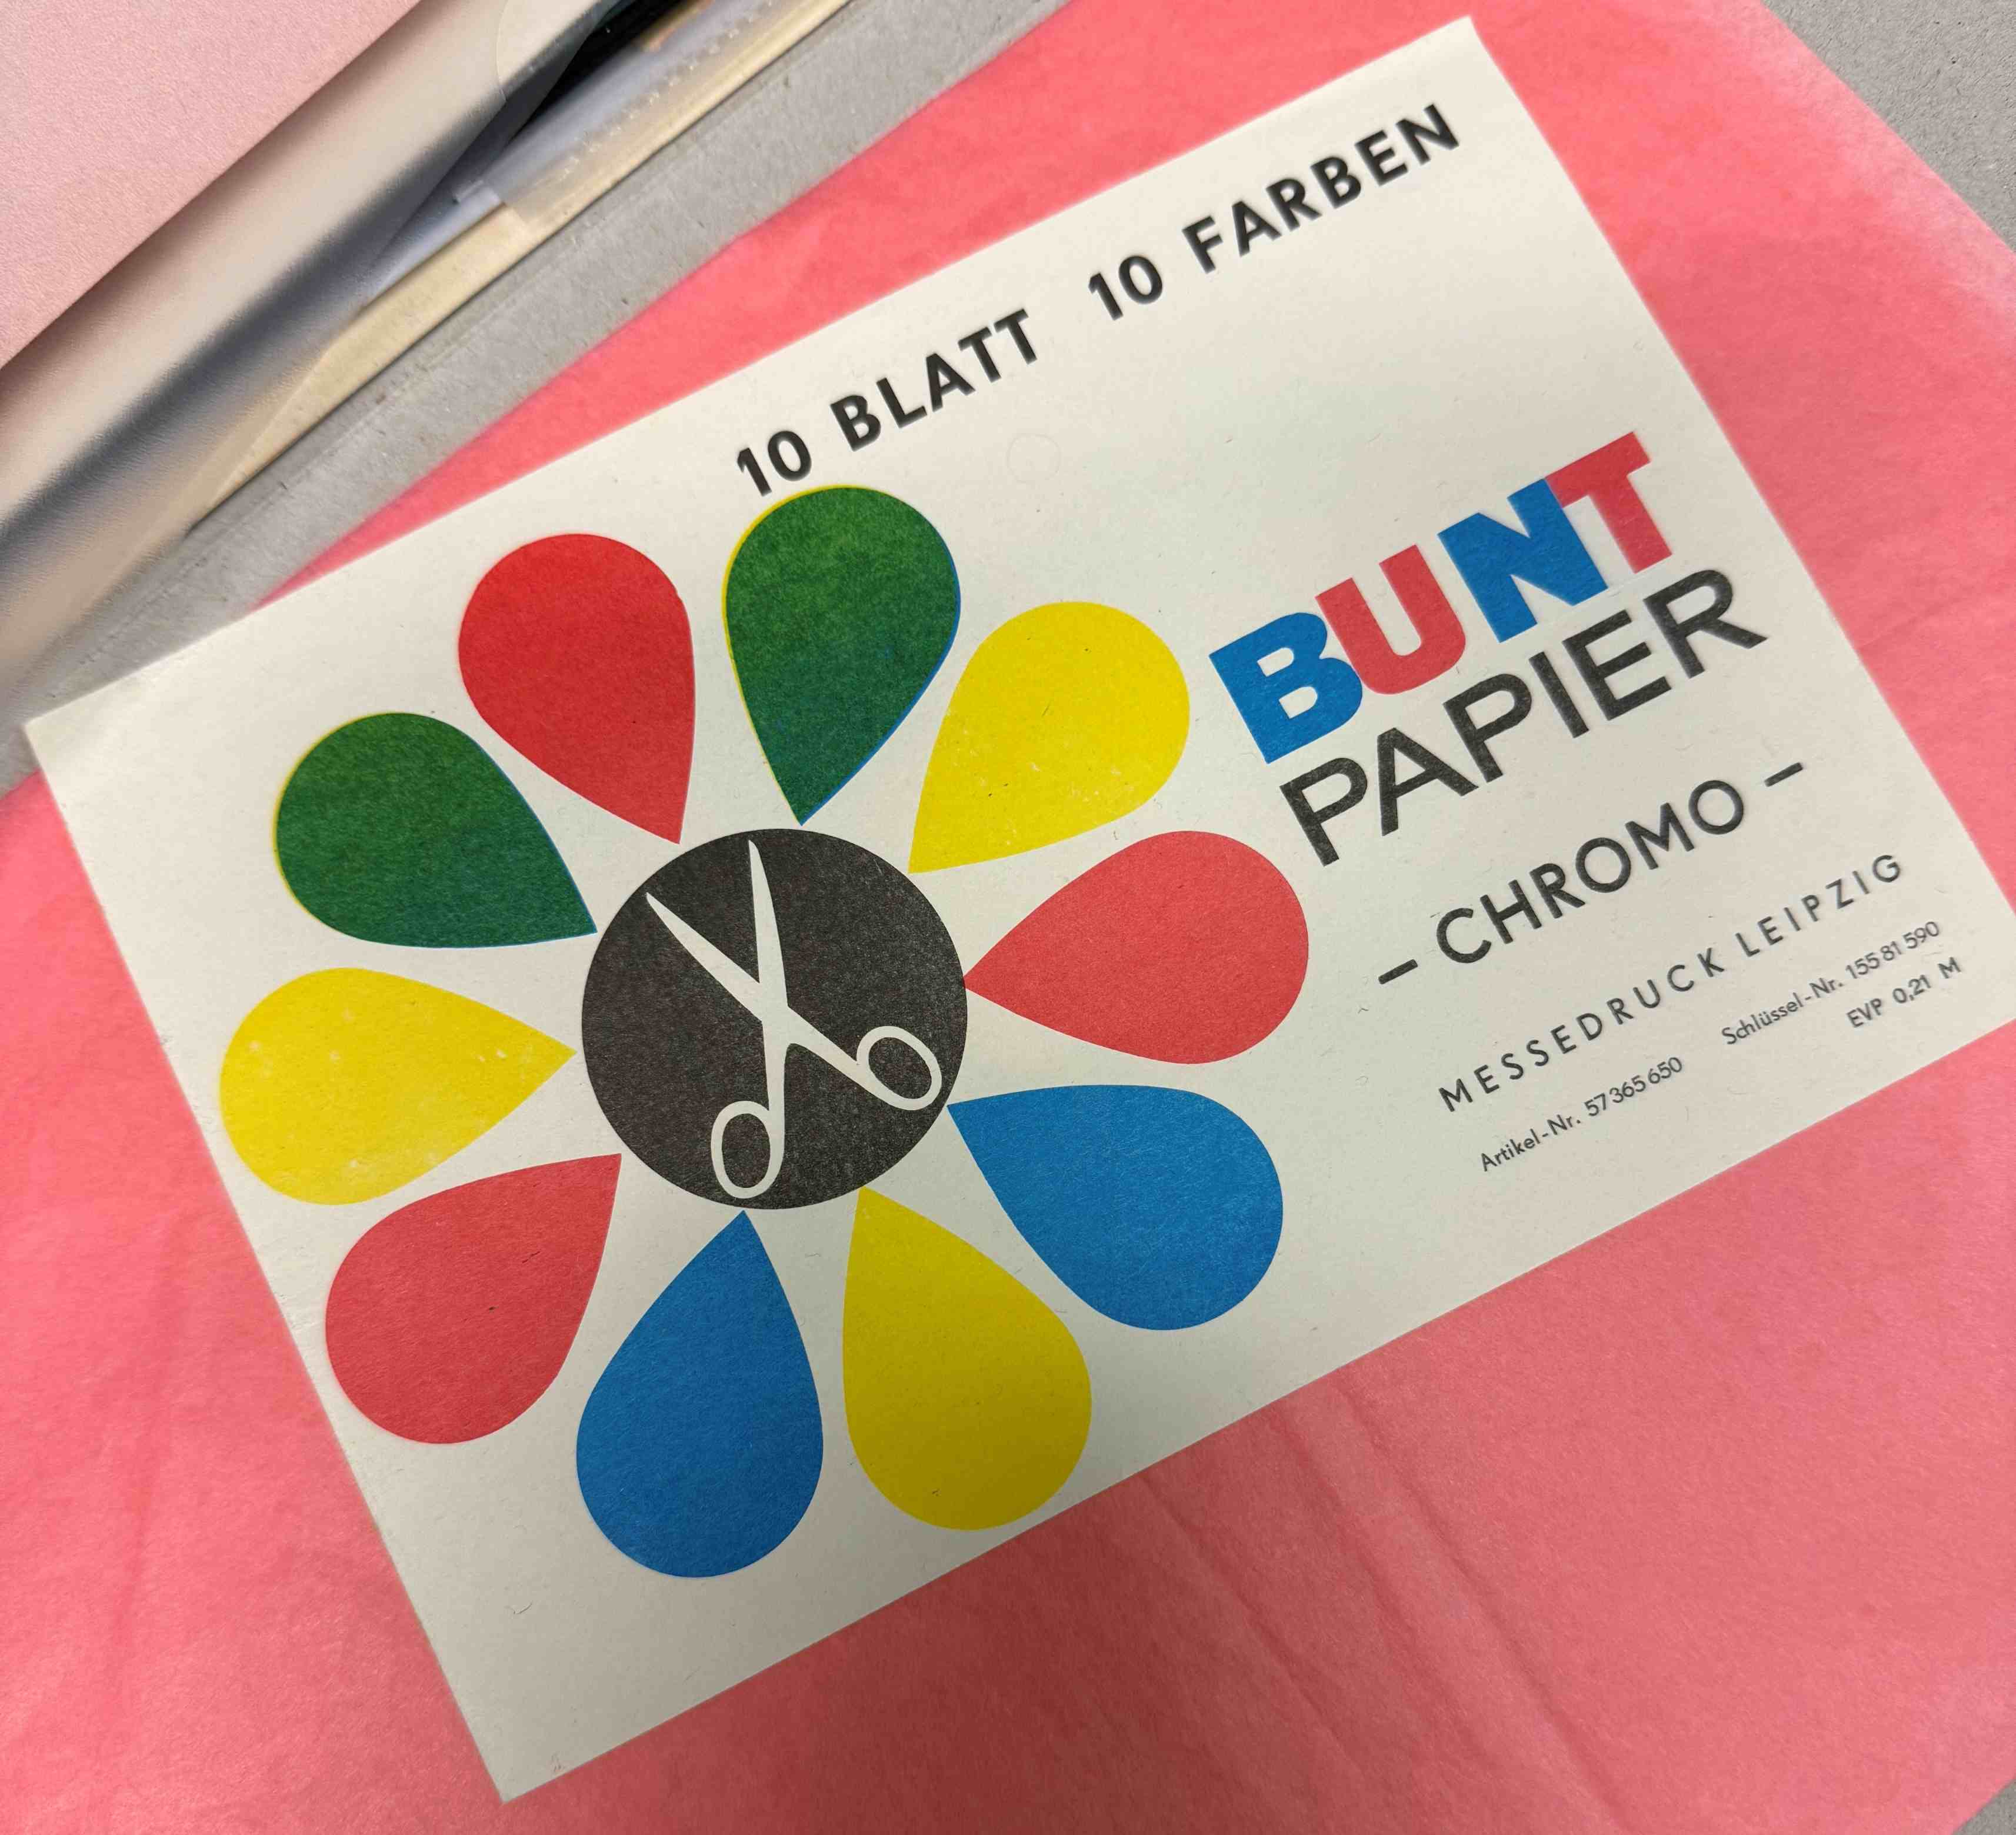 10 BLATT 10 FARBEN
BUNT
PAPIER
– CHROMO –
MESSEDRUCK LEIPZIG
Artikel-Nr. 57 365 650 Schlüssel-Nr. 155 81 590
EVP 0,21 M